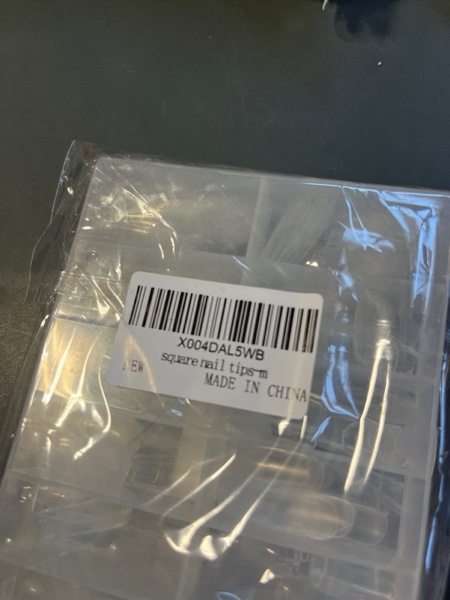 X004DAL5WB
square nail tips-m
NEW
MADE IN CHINA